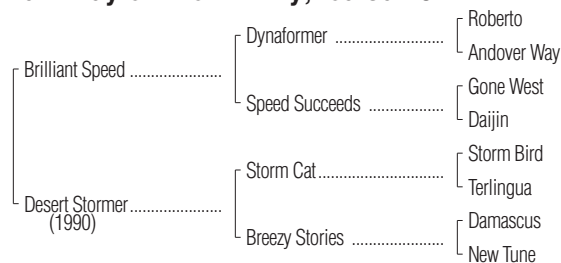 Roberto
Dynaformer
Andover Way
Brilliant Speed
Gone West
Speed Succeeds
Daijin
Storm Bird
Storm Cat
Terlingua
Desert Stormer
(1990)
Damascus
Breezy Stories
New Tune